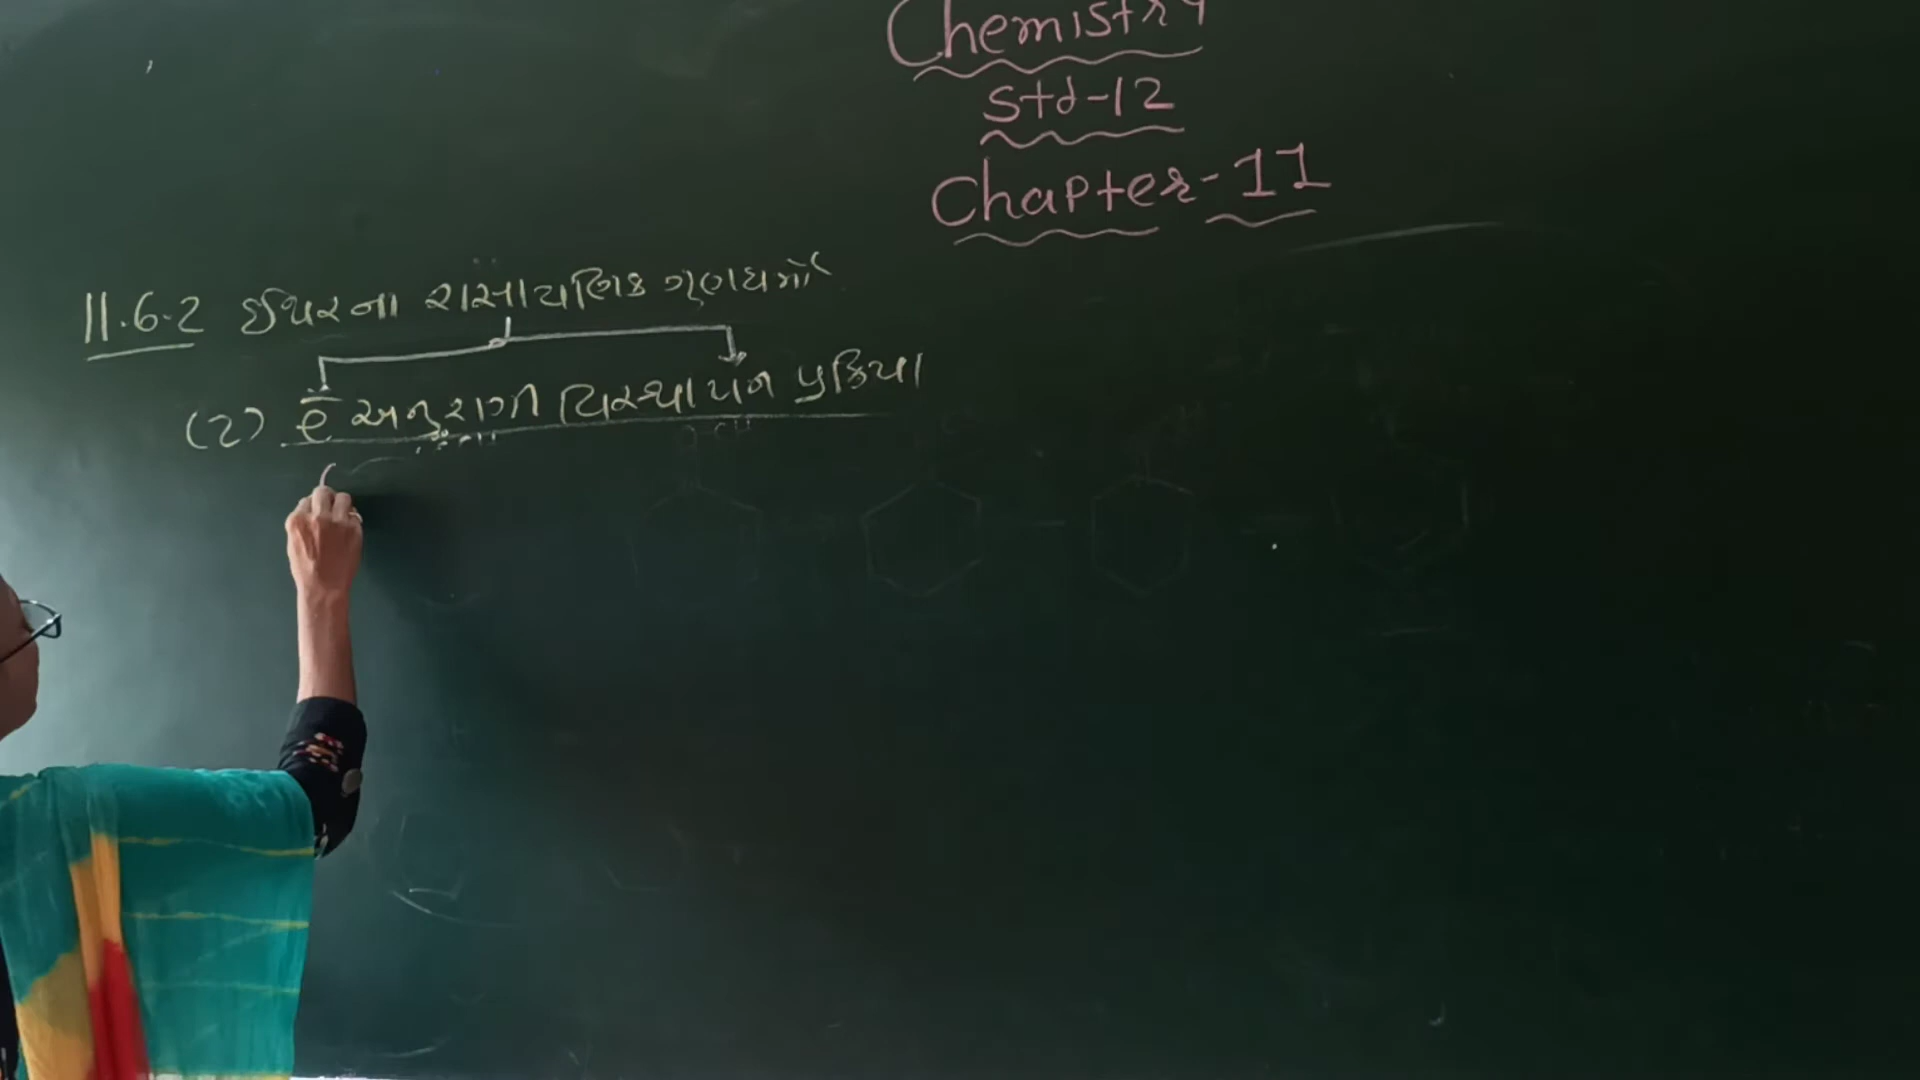 Chemistry
Std-12
Chapter-11
11.6.2 ઈથરના રાસાયણિક ગુણધર્મો
(2) ē અનુરાગી વિસ્થાપન પ્રક્રિયા